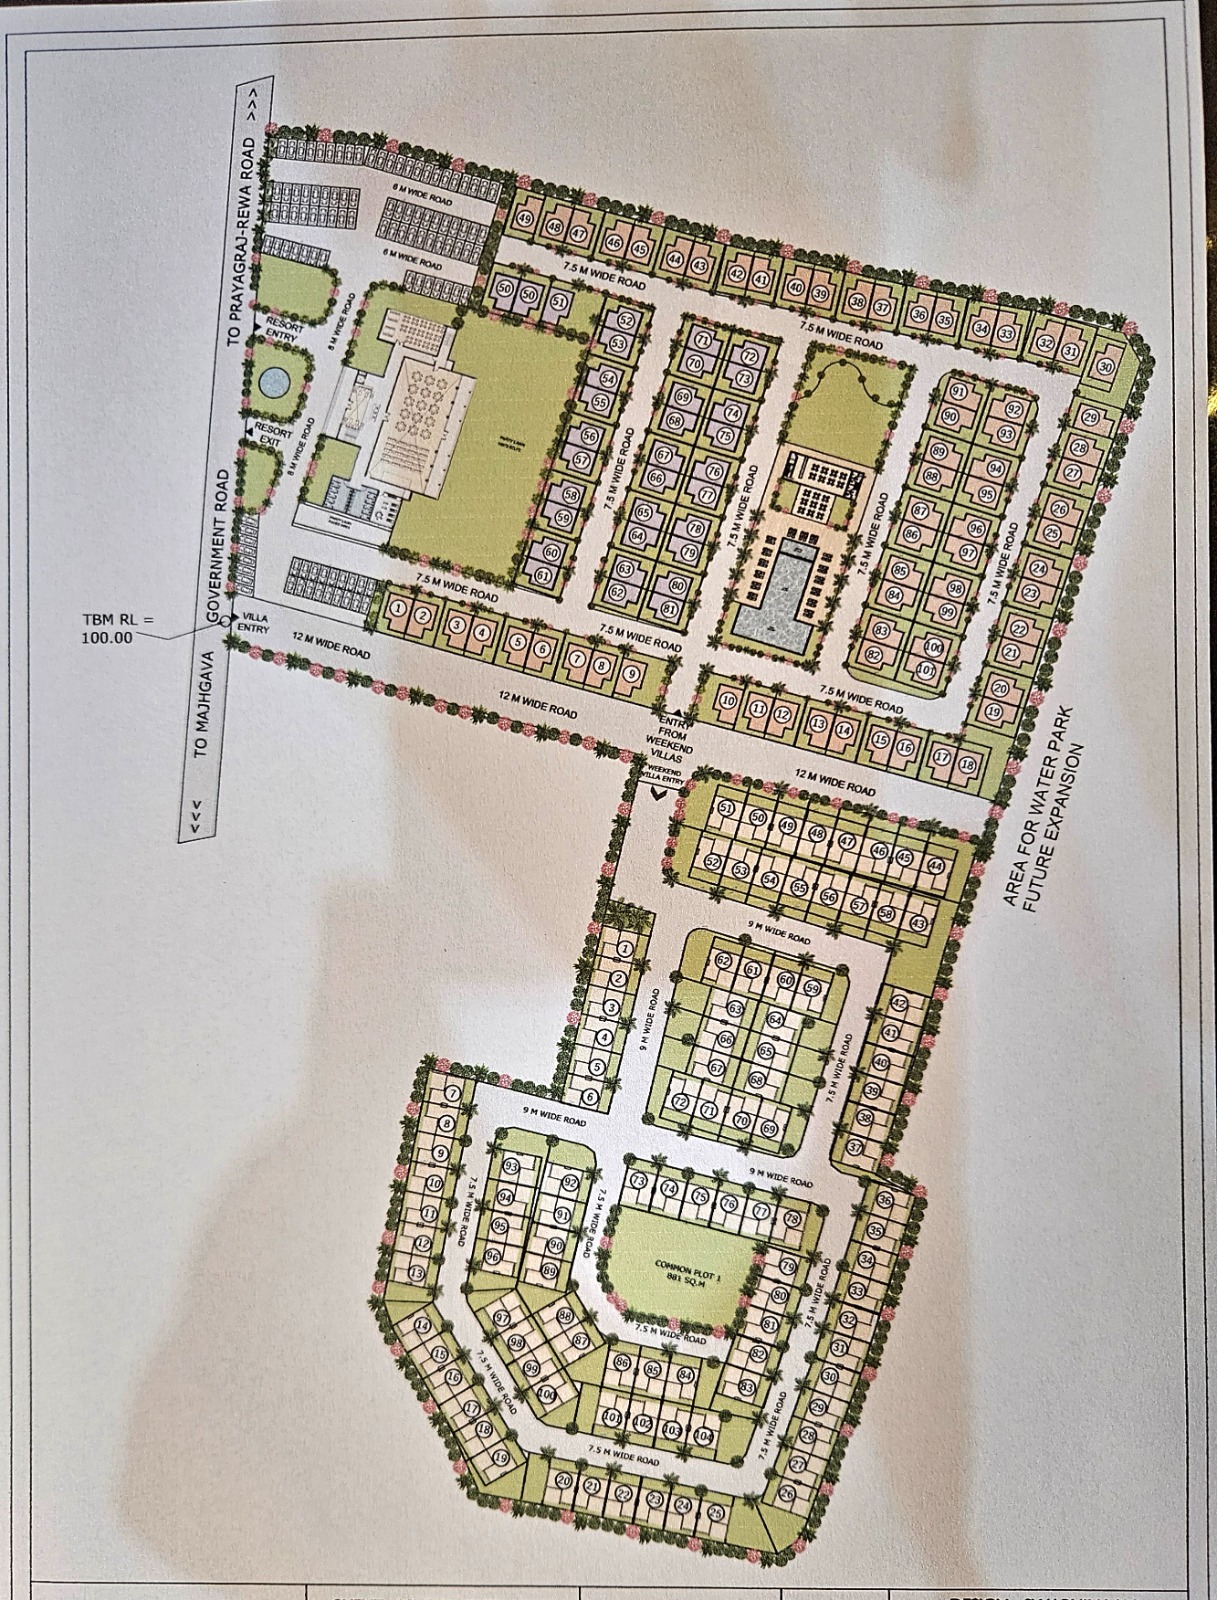 TO PRAYAGRAJ-REWA ROAD
GOVERNMENT ROAD
TO MAJHGAVA
TBM RL =
100.00
6 M WIDE ROAD
6 M WIDE ROAD
8 M WIDE ROAD
RESORT
ENTRY
RESORT
EXIT
8 M WIDE ROAD
VILLA
ENTRY
12 M WIDE ROAD
12 M WIDE ROAD
7.5 M WIDE ROAD
49 48 47 46 45 44 43 42 41 40 39 38 37 36 35 34 33 32 31 30
7.5 M WIDE ROAD
50 50 51
52
53
54
55
56
57
58
59
60
61
7.5 M WIDE ROAD
71 72
70 73
69 74
68 75
67 76
66 77
65 78
64 79
63 80
62 81
7.5 M WIDE ROAD
7.5 M WIDE ROAD
91 92
90 93
89 94
88 95
87 96
86 97
85 98
84 99
83 100
82 101
7.5 M WIDE ROAD
29
28
27
26
25
24
23
22
21
20
19
7.5 M WIDE ROAD
1 2 3 4 5 6 7 8 9
7.5 M WIDE ROAD
7.5 M WIDE ROAD
10 11 12 13 14 15 16 17 18
ENTRY
FROM
WEEKEND
VILLAS
WEEKEND
VILLA ENTRY
12 M WIDE ROAD
AREA FOR WATER PARK
FUTURE EXPANSION
51 50 49 48 47 46 45 44
52 53 54 55 56 57 58 43
9 M WIDE ROAD
1
2
3
4
5
6
9 M WIDE ROAD
62 61 60 59
63 64
66 65
67 68
72 71 70 69
7.5 M WIDE ROAD
42
41
40
39
38
37
9 M WIDE ROAD
9 M WIDE ROAD
7
8
9
10
11
12
13
7.5 M WIDE ROAD
93 92
94 91
95 90
96 89
7.5 M WIDE ROAD
73 74 75 76 77 78
COMMON PLOT 1
881 SQ.M
79
80
81
82
83
7.5 M WIDE ROAD
36
35
34
33
32
31
30
29
28
27
26
7.5 M WIDE ROAD
14
15
16
17
18
19
7.5 M WIDE ROAD
97
98
99
100
88
87
7.5 M WIDE ROAD
86 85 84
101 102 103 104
7.5 M WIDE ROAD
20 21 22 23 24 25